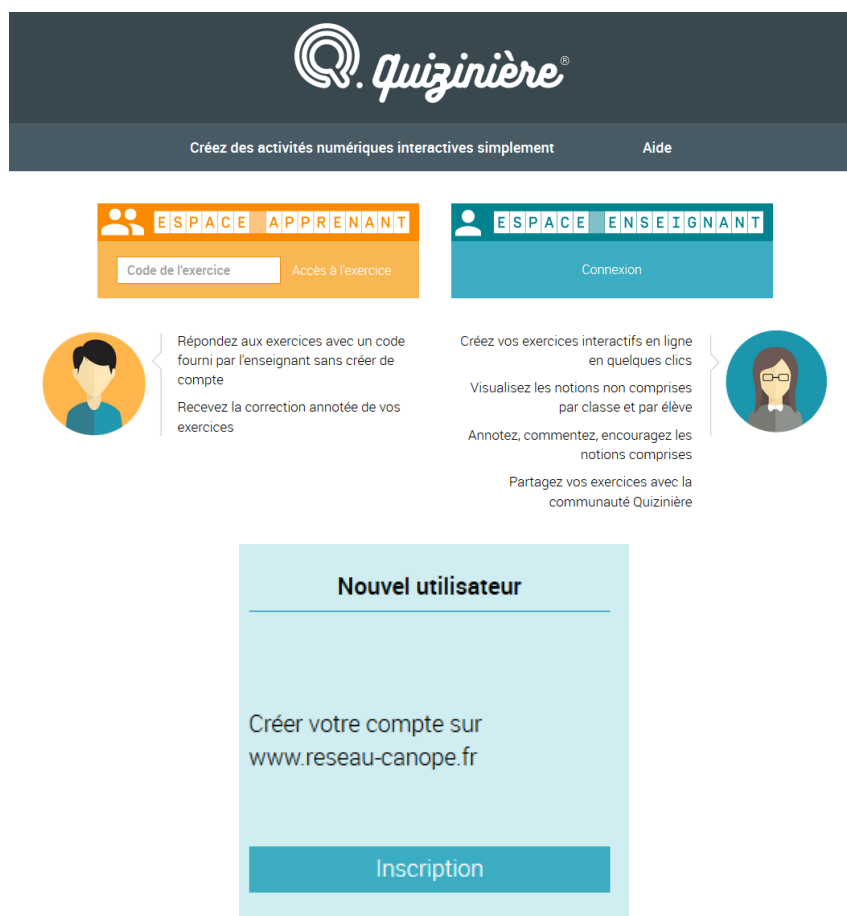 Q. Quizinière®
Créez des activités numériques interactives simplement
Aide
ESPACE APPRENANT
Code de l'exercice
Accès à l'exercice
Répondez aux exercices avec un code
fourni par l'enseignant sans créer de
compte
Recevez la correction annotée de vos
exercices
ESPACE ENSEIGNANT
Connexion
Créez vos exercices interactifs en ligne
en quelques clics
Visualisez les notions non comprises
par classe et par élève
Annotez, commentez, encouragez les
notions comprises
Partagez vos exercices avec la
communauté Quizinière
Nouvel utilisateur
Créer votre compte sur
www.reseau-canope.fr
Inscription